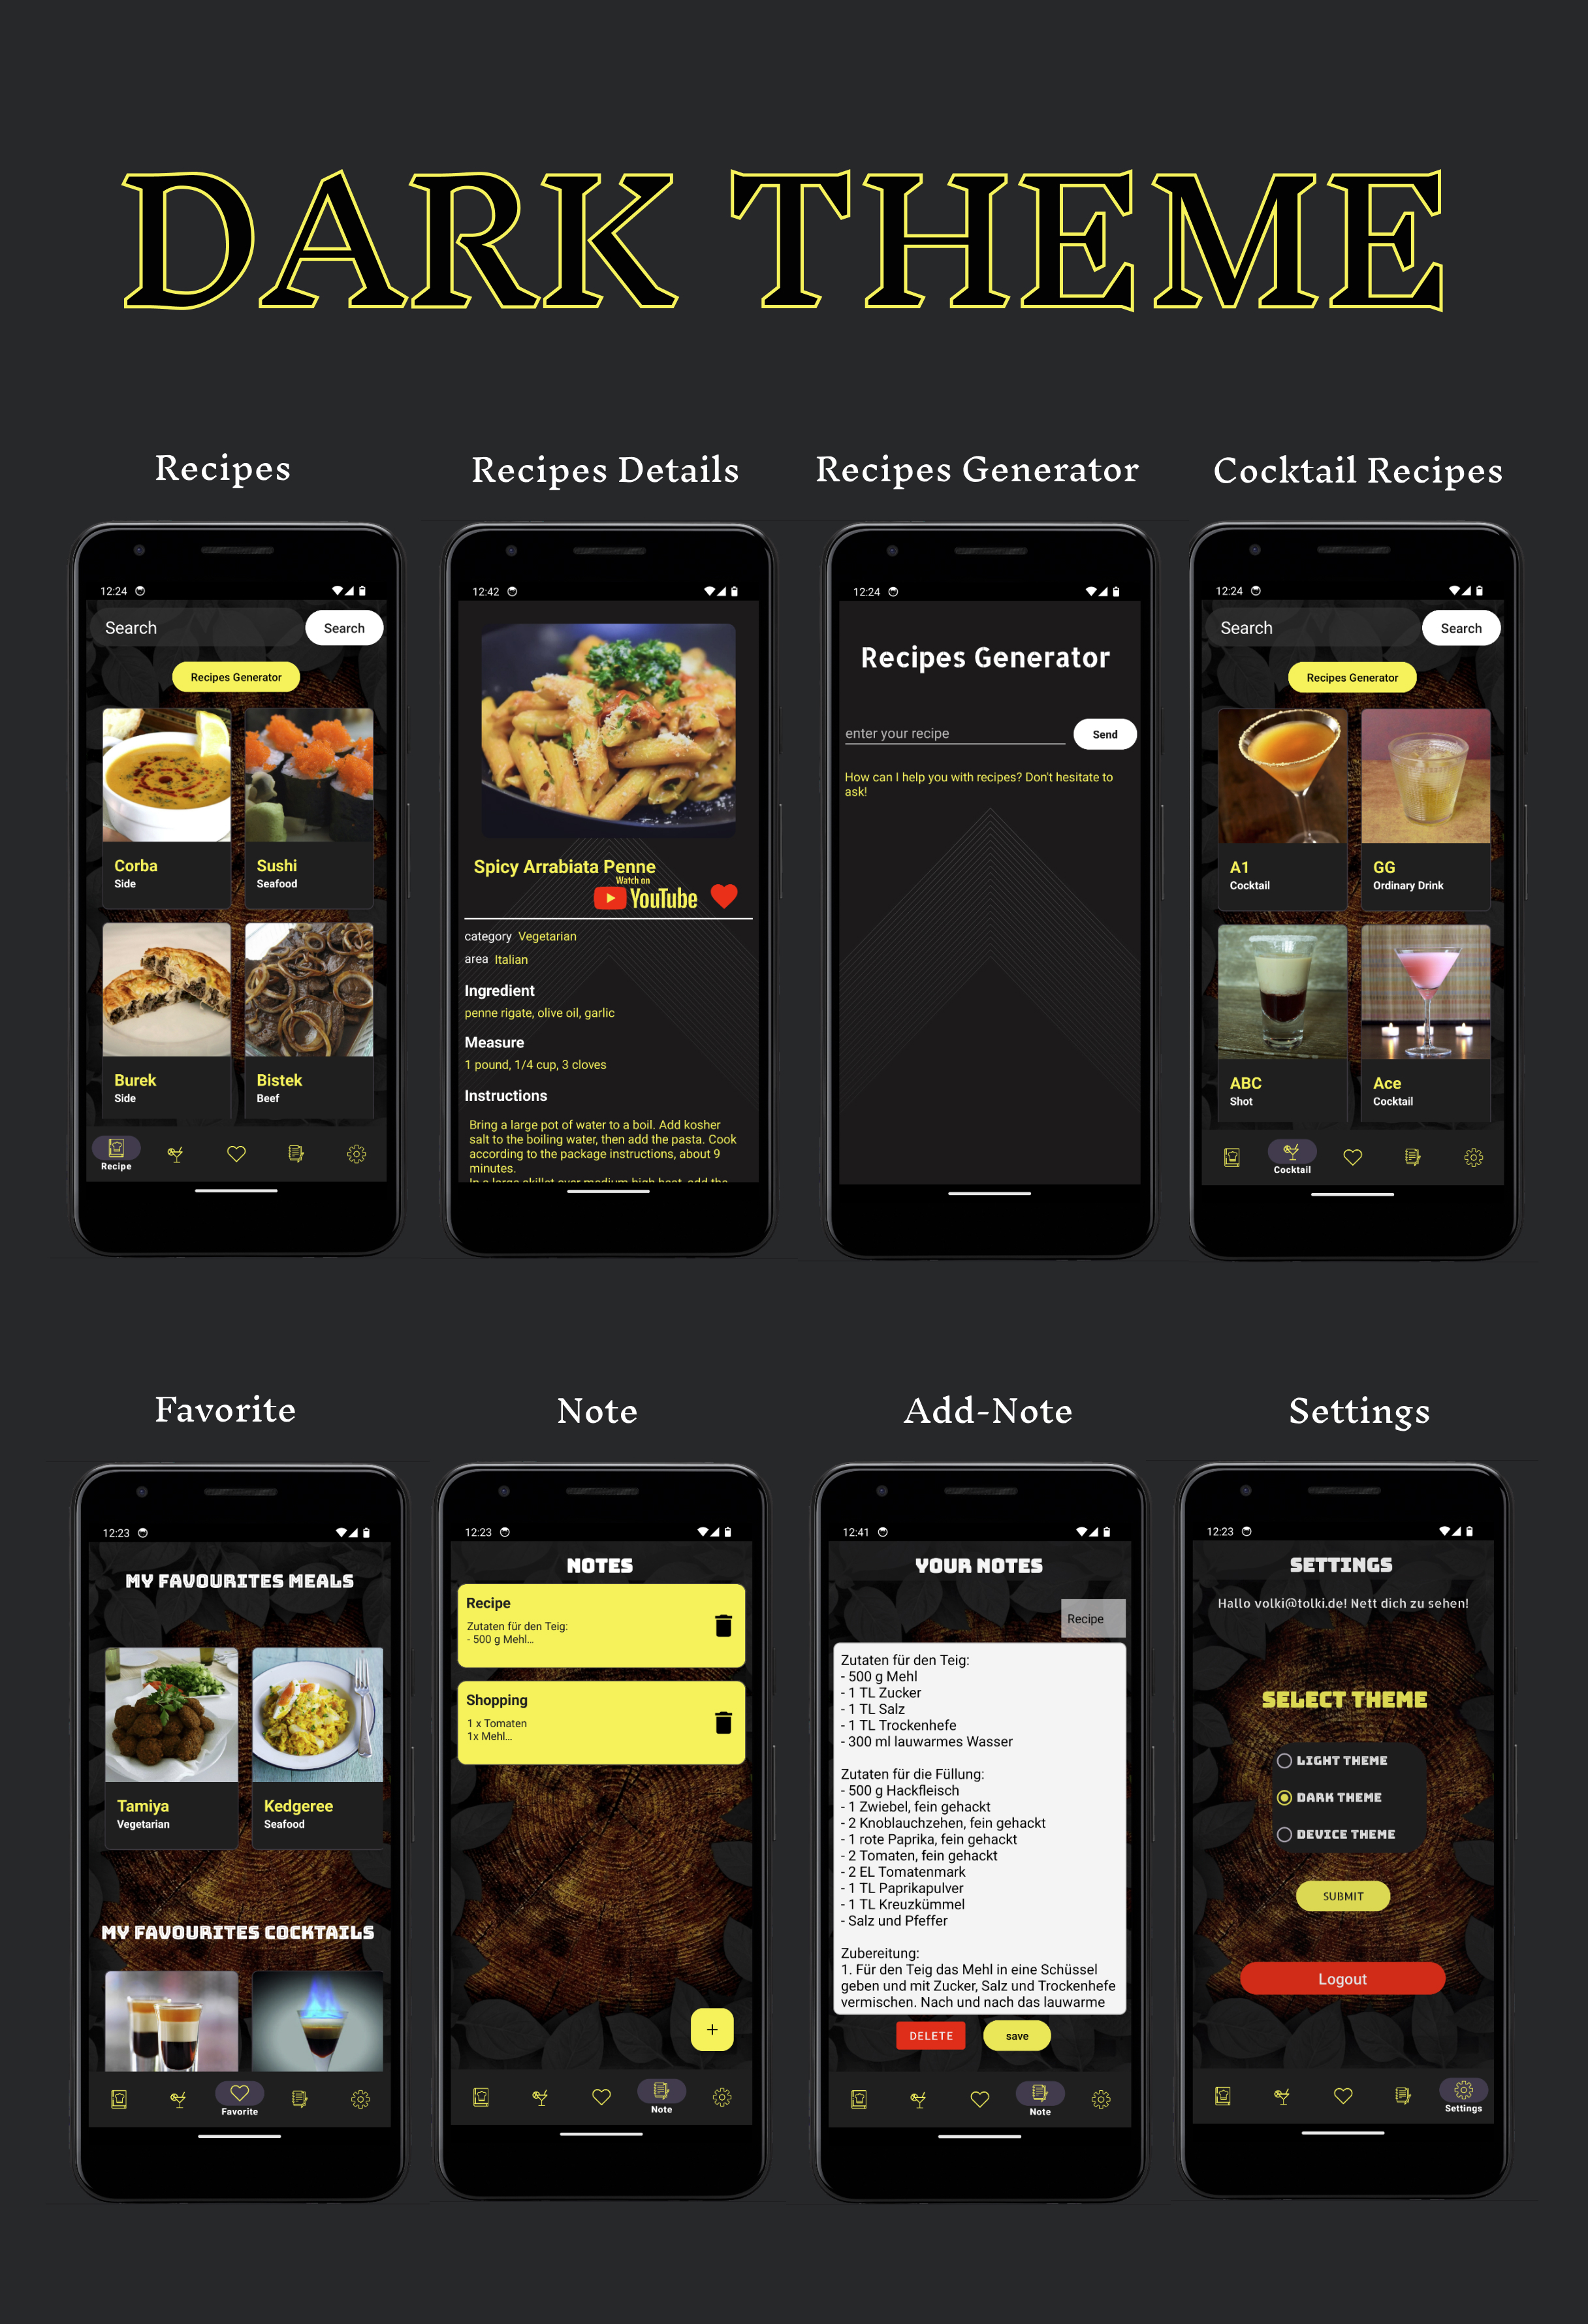 DARK THEME
Recipes
Recipes Details
Recipes Generator
Cocktail Recipes
12:24
Search
Search
Recipes Generator
Corba
Side
Sushi
Seafood
Burek
Side
Bistek
Beef
Recipe
12:42
Spicy Arrabiata Penne
Watch on
YouTube
category Vegetarian
area Italian
Ingredient
penne rigate, olive oil, garlic
Measure
1 pound, 1/4 cup, 3 cloves
Instructions
Bring a large pot of water to a boil. Add kosher
salt to the boiling water, then add the pasta. Cook
according to the package instructions, about 9
minutes.
In a large skillet over medium-high heat, add the
12:24
Recipes Generator
enter your recipe
Send
How can I help you with recipes? Don't hesitate to
ask!
12:24
Search
Search
Recipes Generator
A1
Cocktail
GG
Ordinary Drink
ABC
Shot
Ace
Cocktail
Cocktail
Favorite
Note
Add-Note
Settings
12:23
MY FAVOURITES MEALS
Tamiya
Vegetarian
Kedgeree
Seafood
MY FAVOURITES COCKTAILS
Favorite
12:23
NOTES
Recipe
Zutaten für den Teig:
- 500 g Mehl...
Shopping
1 x Tomaten
1x Mehl...
+
Note
12:41
YOUR NOTES
Recipe
Zutaten für den Teig:
- 500 g Mehl
- 1 TL Zucker
- 1 TL Salz
- 1 TL Trockenhefe
- 300 ml lauwarmes Wasser
Zutaten für die Füllung:
- 500 g Hackfleisch
- 1 Zwiebel, fein gehackt
- 2 Knoblauchzehen, fein gehackt
- 1 rote Paprika, fein gehackt
- 2 Tomaten, fein gehackt
- 2 EL Tomatenmark
- 1 TL Paprikapulver
- 1 TL Kreuzkümmel
- Salz und Pfeffer
Zubereitung:
1. Für den Teig das Mehl in eine Schüssel
geben und mit Zucker, Salz und Trockenhefe
vermischen. Nach und nach das lauwarme
DELETE
save
Note
12:23
SETTINGS
Hallo volki@tolki.de! Nett dich zu sehen!
SELECT THEME
LIGHT THEME
DARK THEME
DEVICE THEME
SUBMIT
Logout
Settings